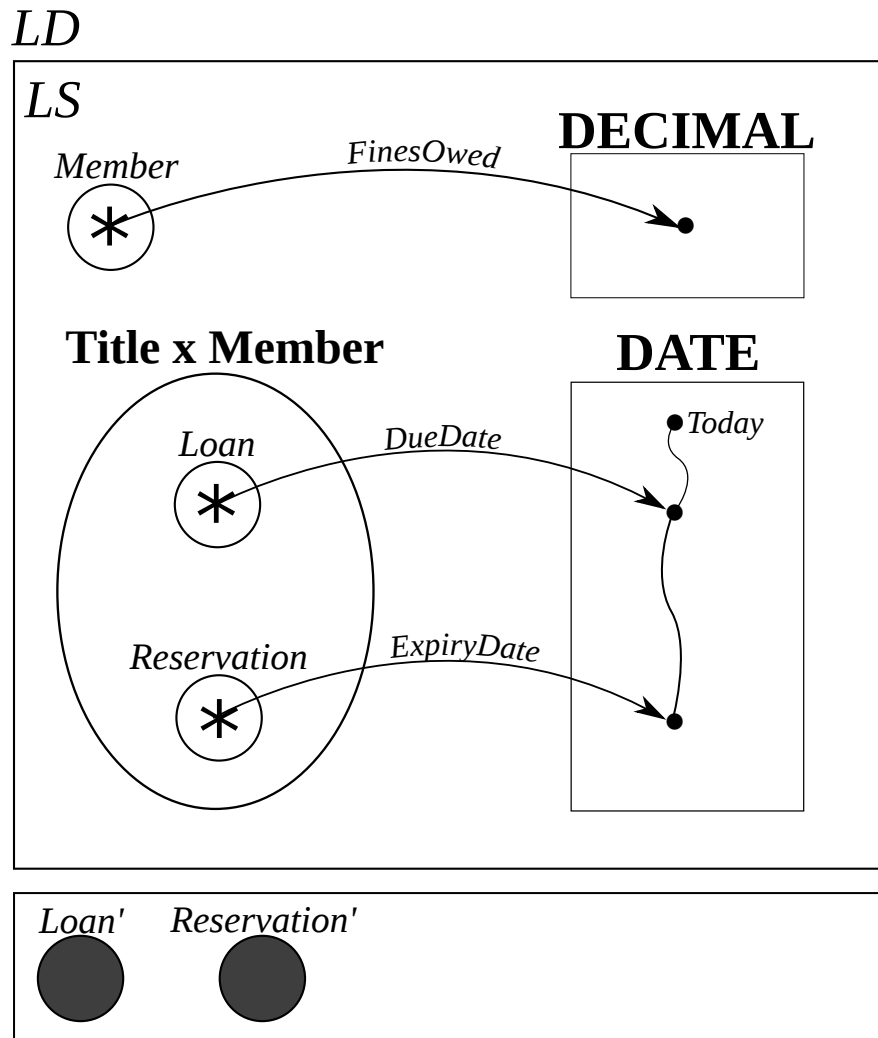 LD
LS
DECIMAL
Member
FinesOwed
*
Title x Member
DATE
Today
Loan
DueDate
*
Reservation
ExpiryDate
*
Loan'
Reservation'